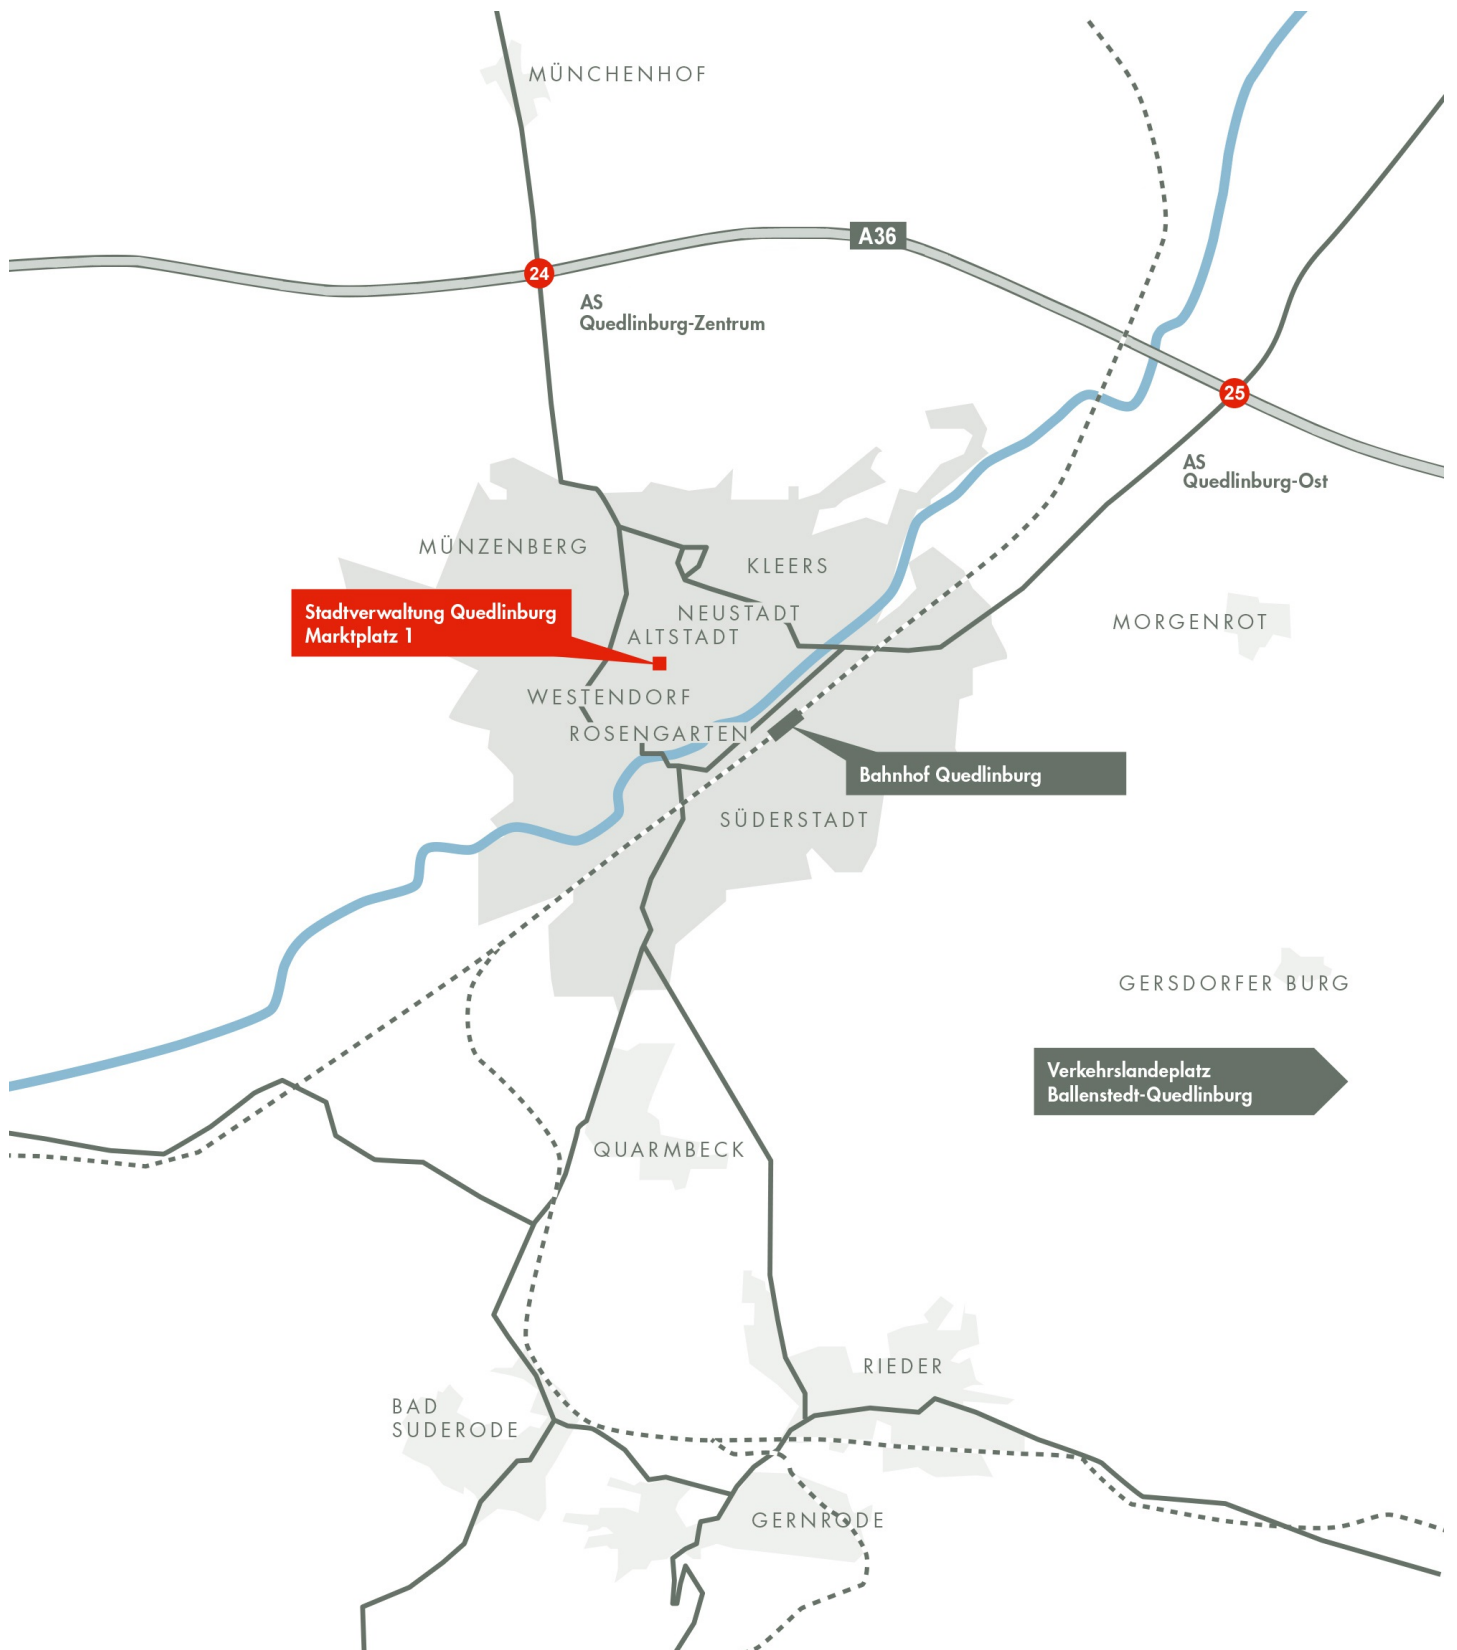 MÜNCHENHOF
A36
24
AS
Quedlinburg-Zentrum
25
AS
Quedlinburg-Ost
MÜNZENBERG
KLEERS
Stadtverwaltung Quedlinburg
Marktplatz 1
NEUSTADT
ALTSTADT
MORGENROT
WESTENDORF
ROSENGARTEN
Bahnhof Quedlinburg
SÜDERSTADT
GERSDORFER BURG
Verkehrslandeplatz
Ballenstedt-Quedlinburg
QUARMBECK
RIEDER
BAD
SUDERODE
GERNRODE